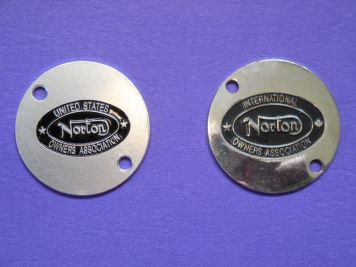 UNITED STATES
Norton
OWNERS ASSOCIATION
INTERNATIONAL
Norton
OWNERS ASSOCIATION